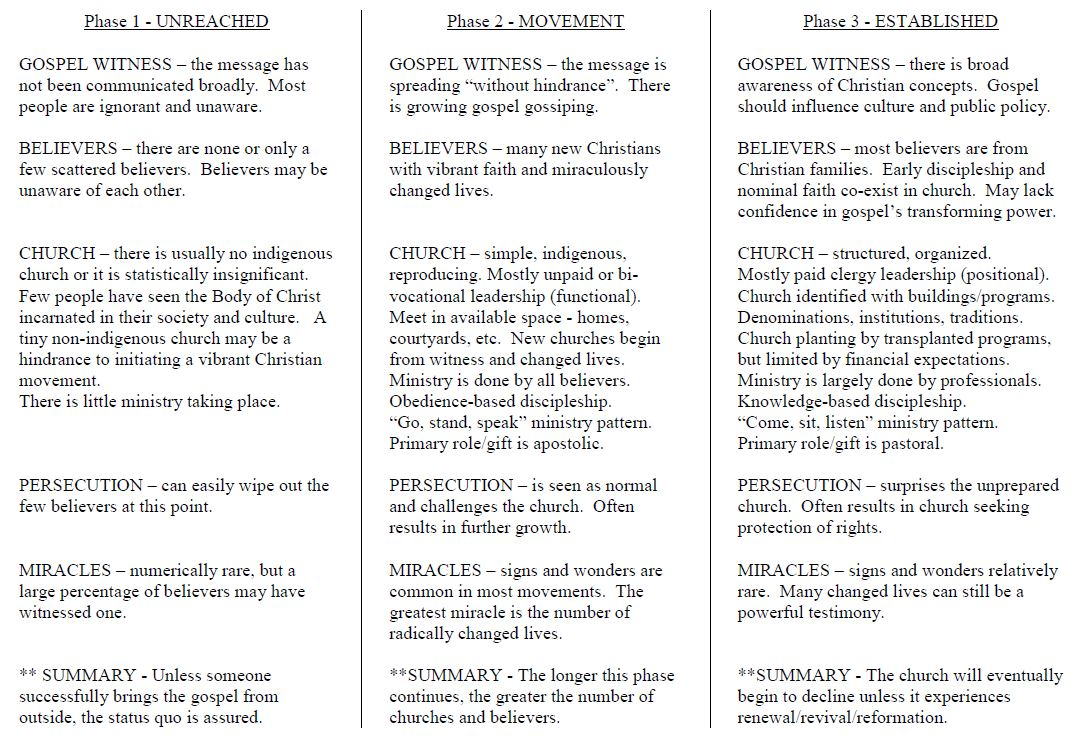 Phase 1 - UNREACHED
GOSPEL WITNESS – the message has
not been communicated broadly.  Most
people are ignorant and unaware.
BELIEVERS – there are none or only a
few scattered believers.  Believers may be
unaware of each other.
CHURCH – there is usually no indigenous
church or it is statistically insignificant.
Few people have seen the Body of Christ
incarnated in their society and culture.   A
tiny non-indigenous church may be a
hindrance to initiating a vibrant Christian
movement.
There is little ministry taking place.
PERSECUTION – can easily wipe out the
few believers at this point.
MIRACLES – numerically rare, but a
large percentage of believers may have
witnessed one.
** SUMMARY - Unless someone
successfully brings the gospel from
outside, the status quo is assured.
Phase 2 - MOVEMENT
GOSPEL WITNESS – the message is
spreading “without hindrance”.  There
is growing gospel gossiping.
BELIEVERS – many new Christians
with vibrant faith and miraculously
changed lives.
CHURCH – simple, indigenous,
reproducing. Mostly unpaid or bi-
vocational leadership (functional).
Meet in available space - homes,
courtyards, etc.  New churches begin
from witness and changed lives.
Ministry is done by all believers.
Obedience-based discipleship.
“Go, stand, speak” ministry pattern.
Primary role/gift is apostolic.
PERSECUTION – is seen as normal
and challenges the church.  Often
results in further growth.
MIRACLES – signs and wonders are
common in most movements.  The
greatest miracle is the number of
radically changed lives.
**SUMMARY - The longer this phase
continues, the greater the number of
churches and believers.
Phase 3 - ESTABLISHED
GOSPEL WITNESS – there is broad
awareness of Christian concepts.  Gospel
should influence culture and public policy.
BELIEVERS – most believers are from
Christian families.  Early discipleship and
nominal faith co-exist in church.  May lack
confidence in gospel’s transforming power.
CHURCH – structured, organized.
Mostly paid clergy leadership (positional).
Church identified with buildings/programs.
Denominations, institutions, traditions.
Church planting by transplanted programs,
but limited by financial expectations.
Ministry is largely done by professionals.
Knowledge-based discipleship.
“Come, sit, listen” ministry pattern.
Primary role/gift is pastoral.
PERSECUTION – surprises the unprepared
church.  Often results in church seeking
protection of rights.
MIRACLES – signs and wonders relatively
rare.  Many changed lives can still be a
powerful testimony.
**SUMMARY - The church will eventually
begin to decline unless it experiences
renewal/revival/reformation.